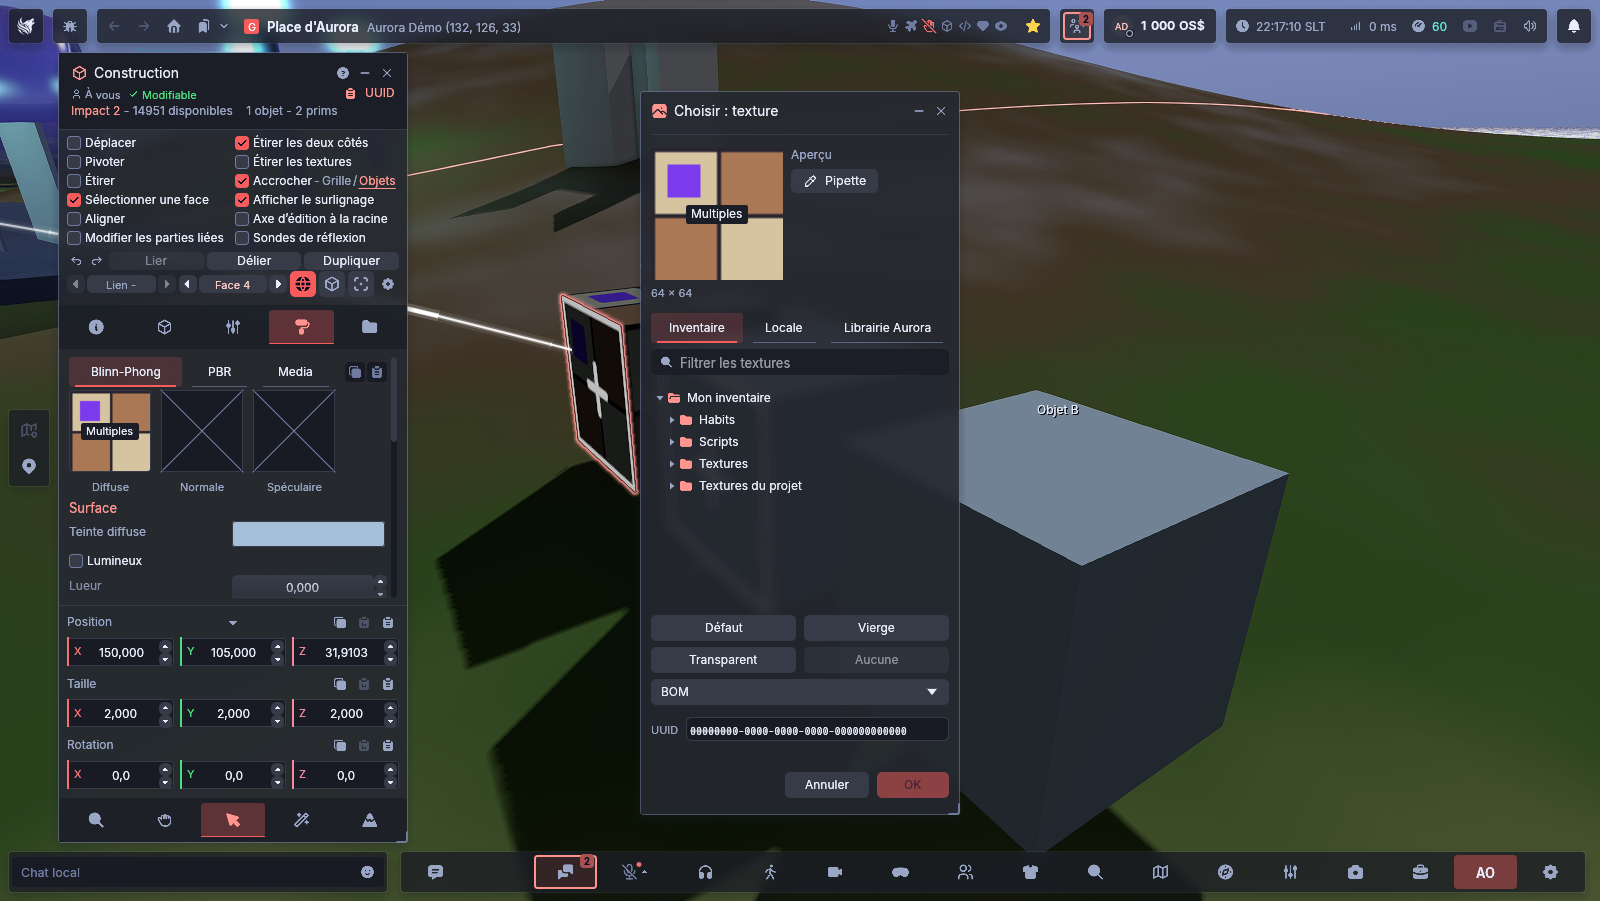 Place d'Aurora Aurora Démo (132, 126, 33)
2
AD 1 000 OS$
22:17:10 SLT 0 ms 60
Construction
À vous Modifiable UUID
Impact 2 - 14951 disponibles 1 objet - 2 prims
Déplacer Étirer les deux côtés
Pivoter Étirer les textures
Étirer Accrocher - Grille / Objets
Sélectionner une face Afficher le surlignage
Aligner Axe d'édition à la racine
Modifier les parties liées Sondes de réflexion
Lier Délier Dupliquer
Lien - Face 4
Blinn-Phong PBR Media
Multiples
Diffuse Normale Spéculaire
Surface
Teinte diffuse
Lumineux
Lueur 0,000
Position
X 150,000 Y 105,000 Z 31,9103
Taille
X 2,000 Y 2,000 Z 2,000
Rotation
X 0,0 Y 0,0 Z 0,0
Choisir : texture
Aperçu
Pipette
Multiples
64 × 64
Inventaire Locale Librairie Aurora
Filtrer les textures
Mon inventaire
Habits
Scripts
Textures
Textures du projet
Défaut Vierge
Transparent Aucune
BOM
UUID 00000000-0000-0000-0000-000000000000
Annuler OK
Objet B
Chat local
2
AO